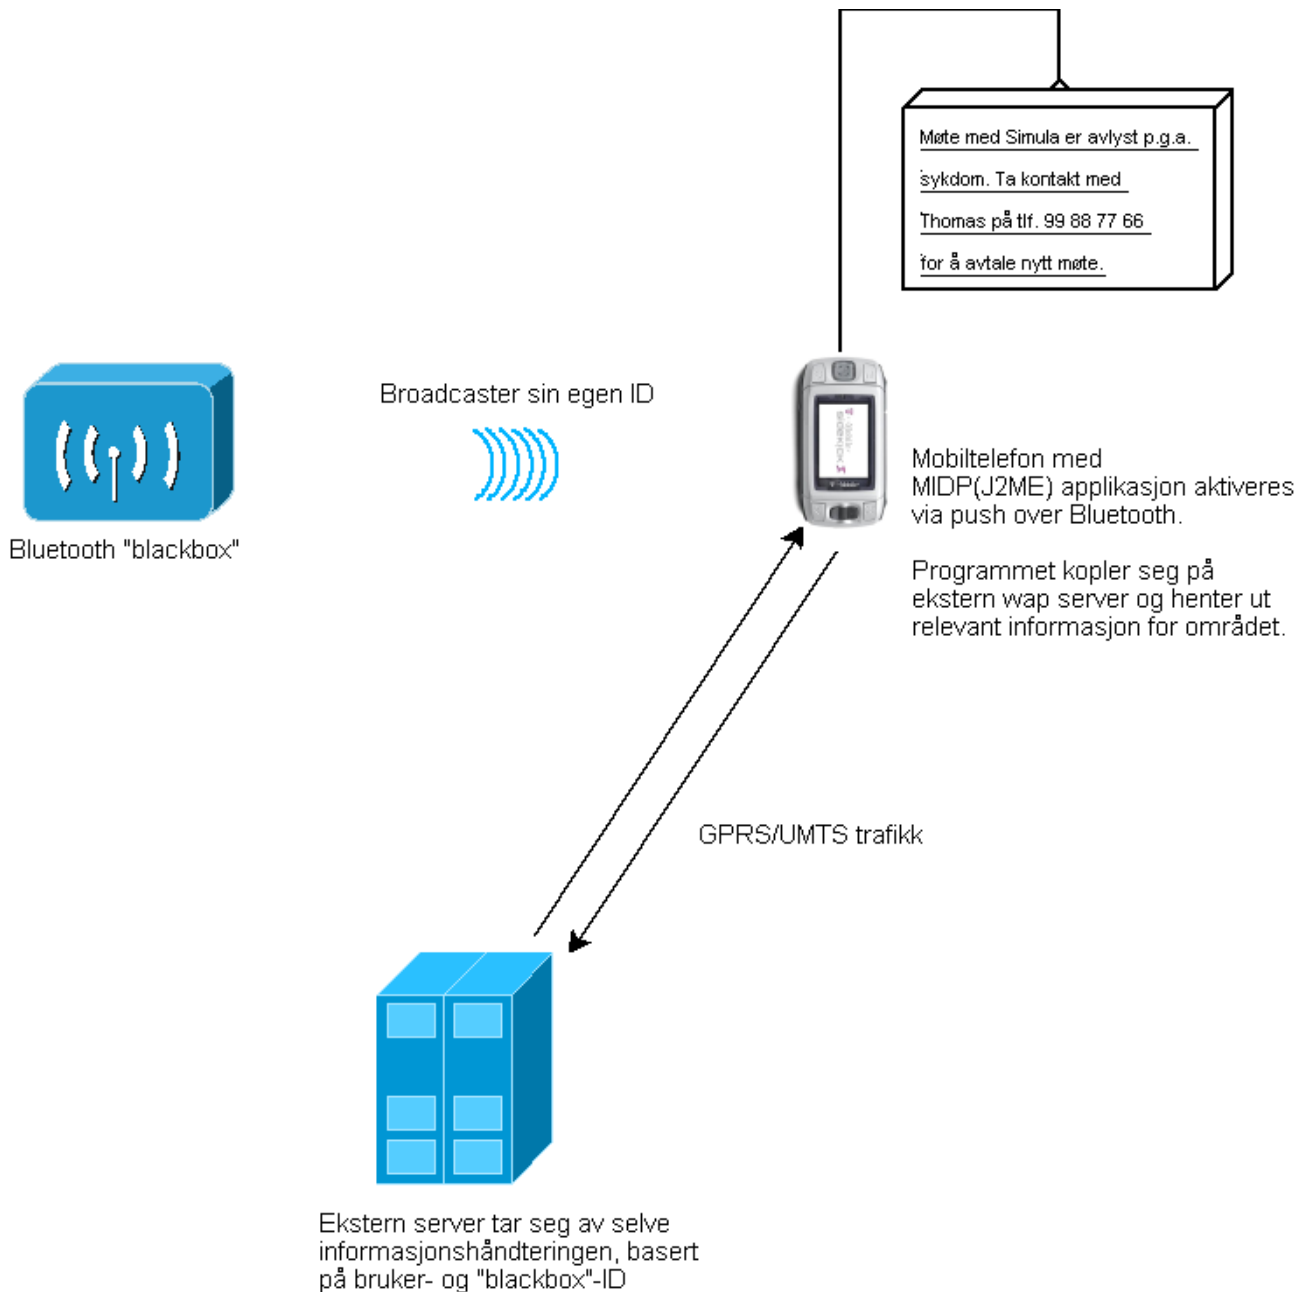 Møte med Simula er avlyst p.g.a.
sykdom. Ta kontakt med
Thomas på tlf. 99 88 77 66
for å avtale nytt møte.
Broadcaster sin egen ID
Bluetooth "blackbox"
Mobiltelefon med
MIDP(J2ME) applikasjon aktiveres
via push over Bluetooth.
Programmet kopler seg på
ekstern wap server og henter ut
relevant informasjon for området.
GPRS/UMTS trafikk
Ekstern server tar seg av selve
informasjonshåndteringen, basert
på bruker- og "blackbox"-ID